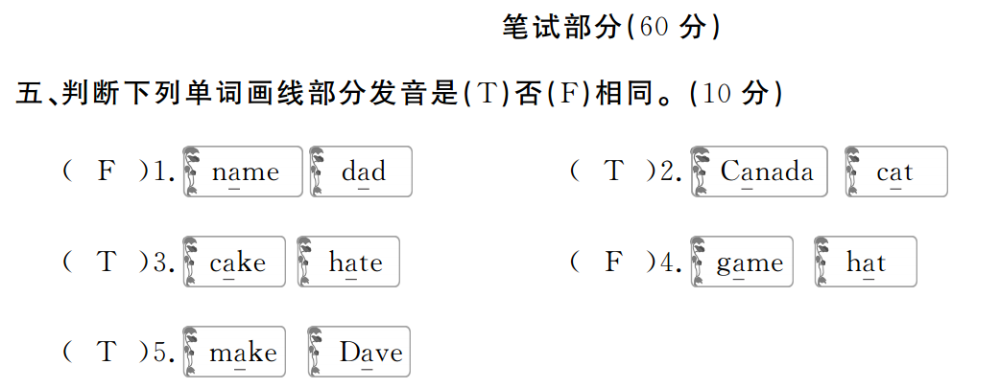 笔试部分(60 分)
五、判断下列单词画线部分发音是(T)否(F)相同。(10 分)
( F )1. name dad ( T )2. Canada cat
( T )3. cake hate ( F )4. game hat
( T )5. make Dave